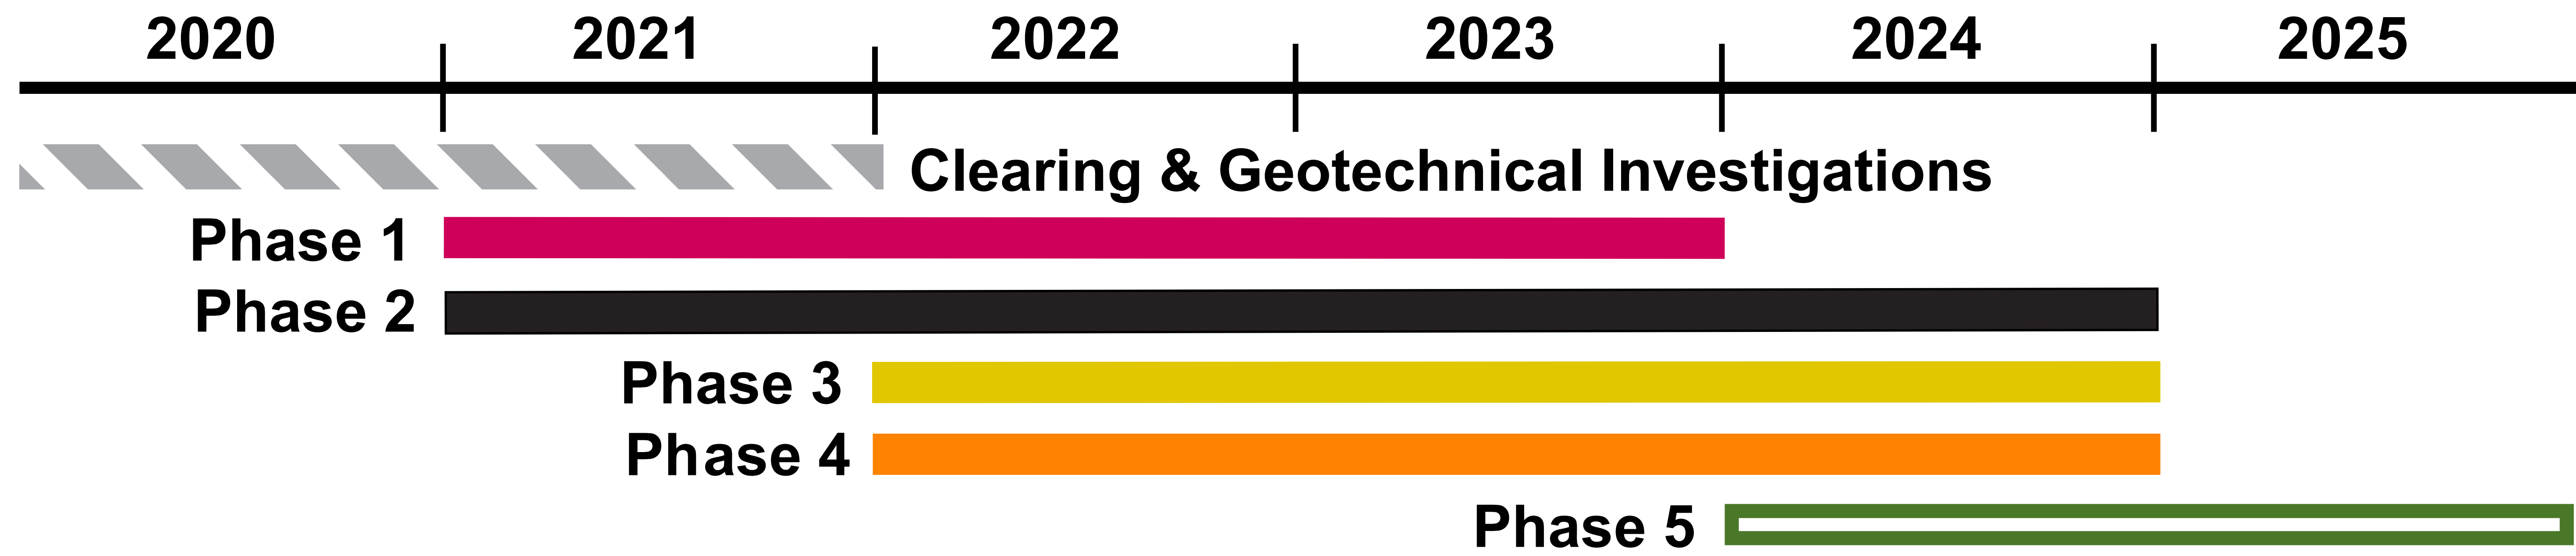 2020 2021 2022 2023 2024 2025
Clearing & Geotechnical Investigations
Phase 1
Phase 2
Phase 3
Phase 4
Phase 5